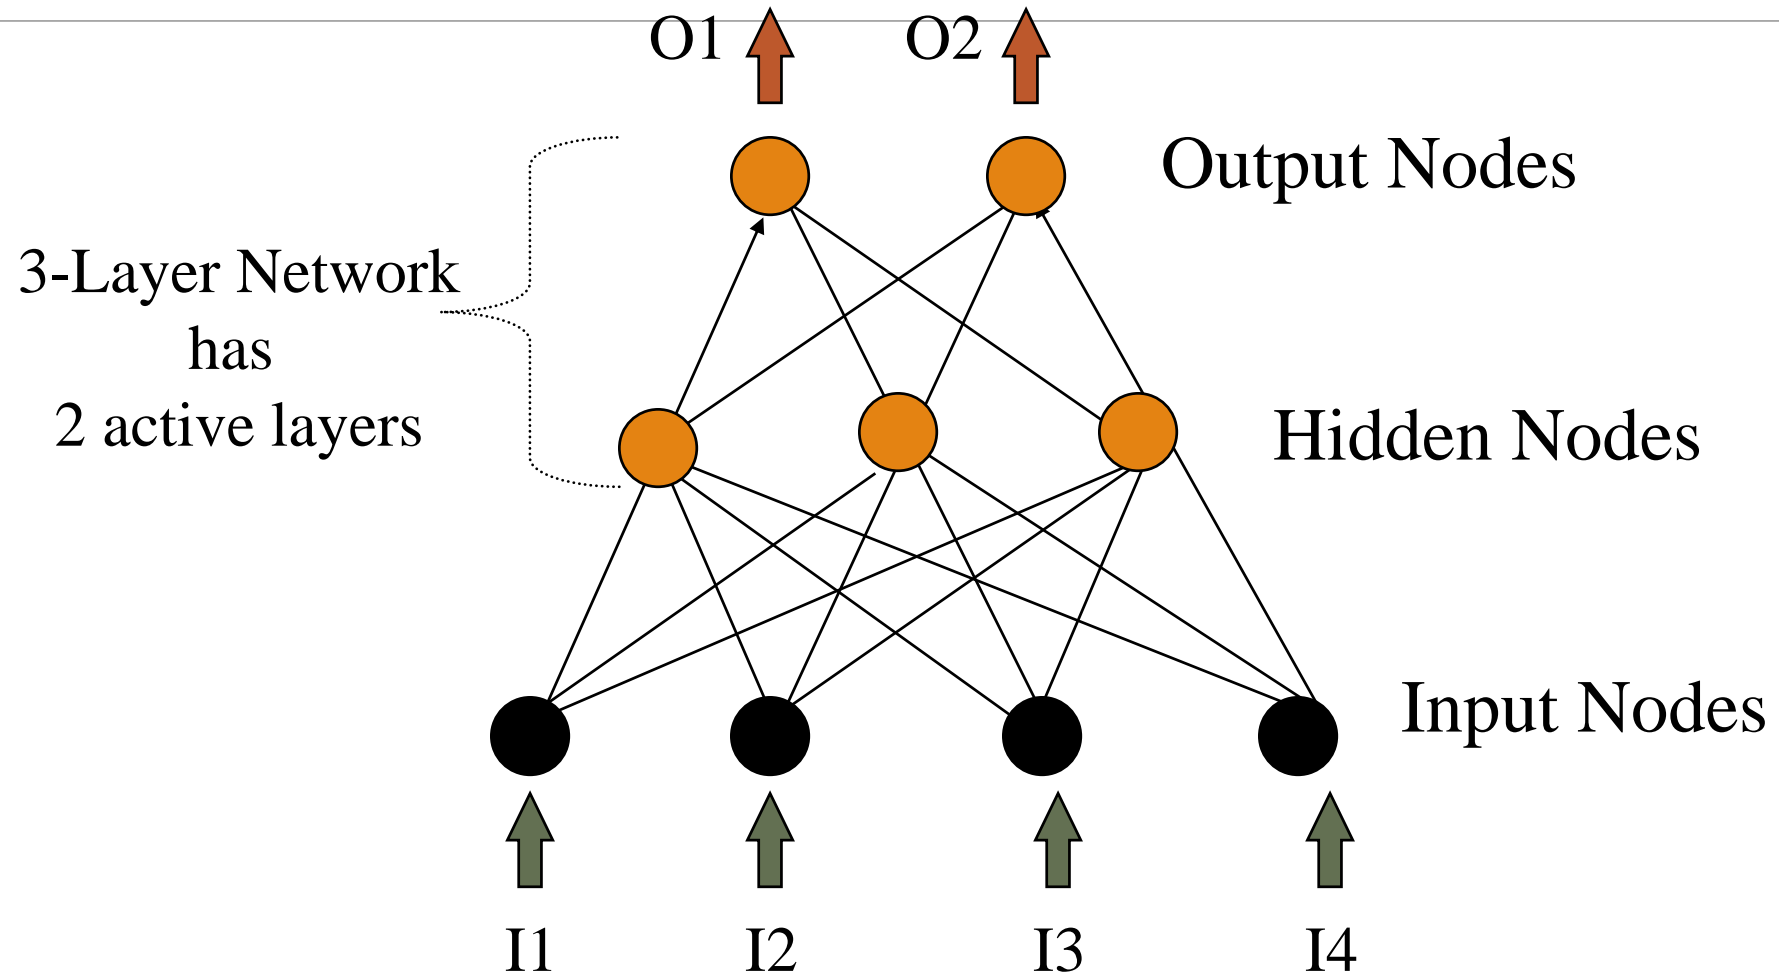 O1 O2
Output Nodes
3-Layer Network
has
2 active layers
Hidden Nodes
Input Nodes
I1 I2 I3 I4